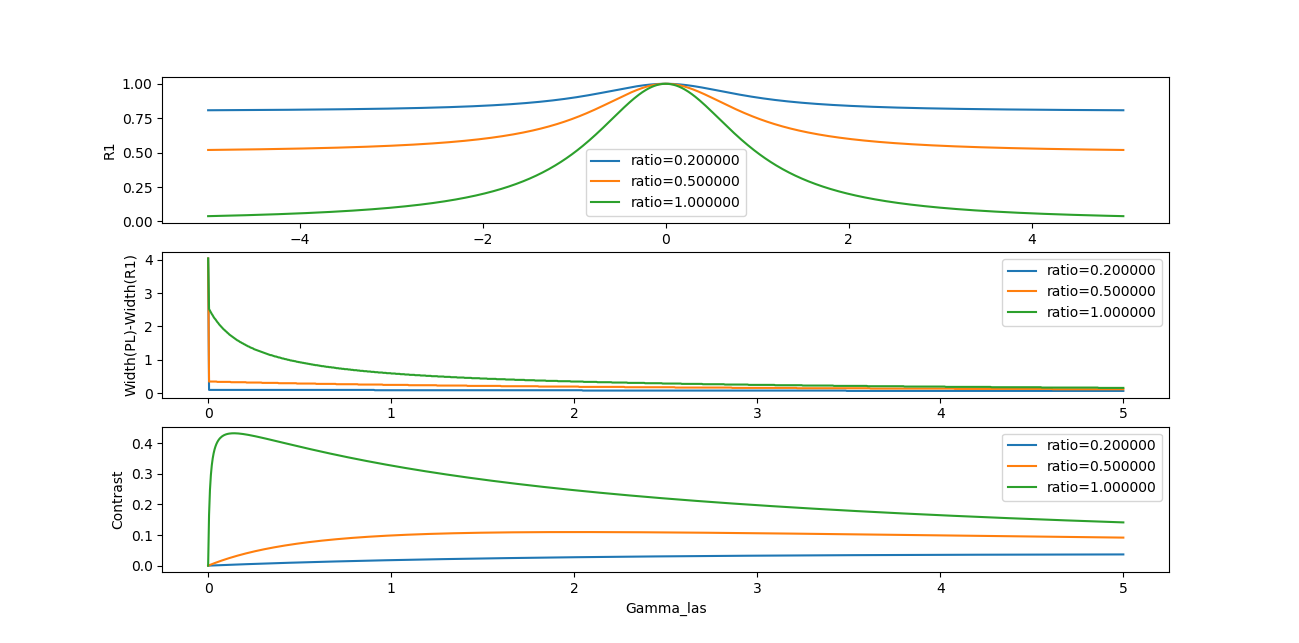 1.00
0.75
0.50
0.25
0.00
R1
ratio=0.200000
ratio=0.500000
ratio=1.000000
−4 −2 0 2 4
4
3
2
1
0
Width(PL)-Width(R1)
ratio=0.200000
ratio=0.500000
ratio=1.000000
0 1 2 3 4 5
0.4
0.3
0.2
0.1
0.0
Contrast
ratio=0.200000
ratio=0.500000
ratio=1.000000
0 1 2 3 4 5
Gamma_las